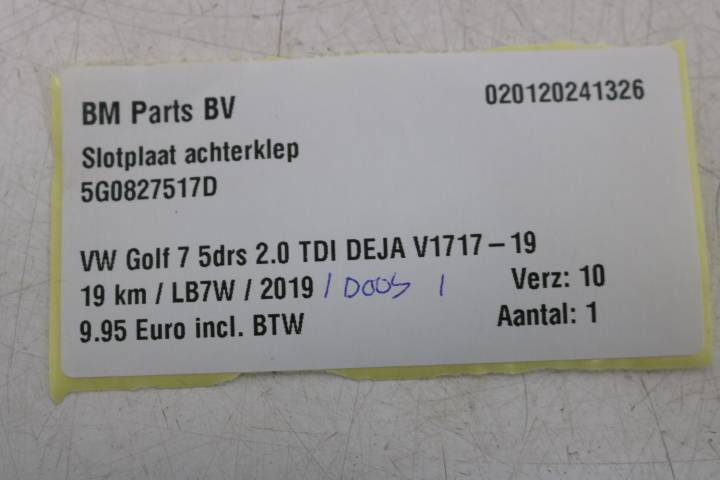 BM Parts BV 020120241326
Slotplaat achterklep
5G0827517D
VW Golf 7 5drs 2.0 TDI DEJA V1717-19
19 km / LB7W / 2019 / Doos 1 Verz: 10
9.95 Euro incl. BTW Aantal: 1